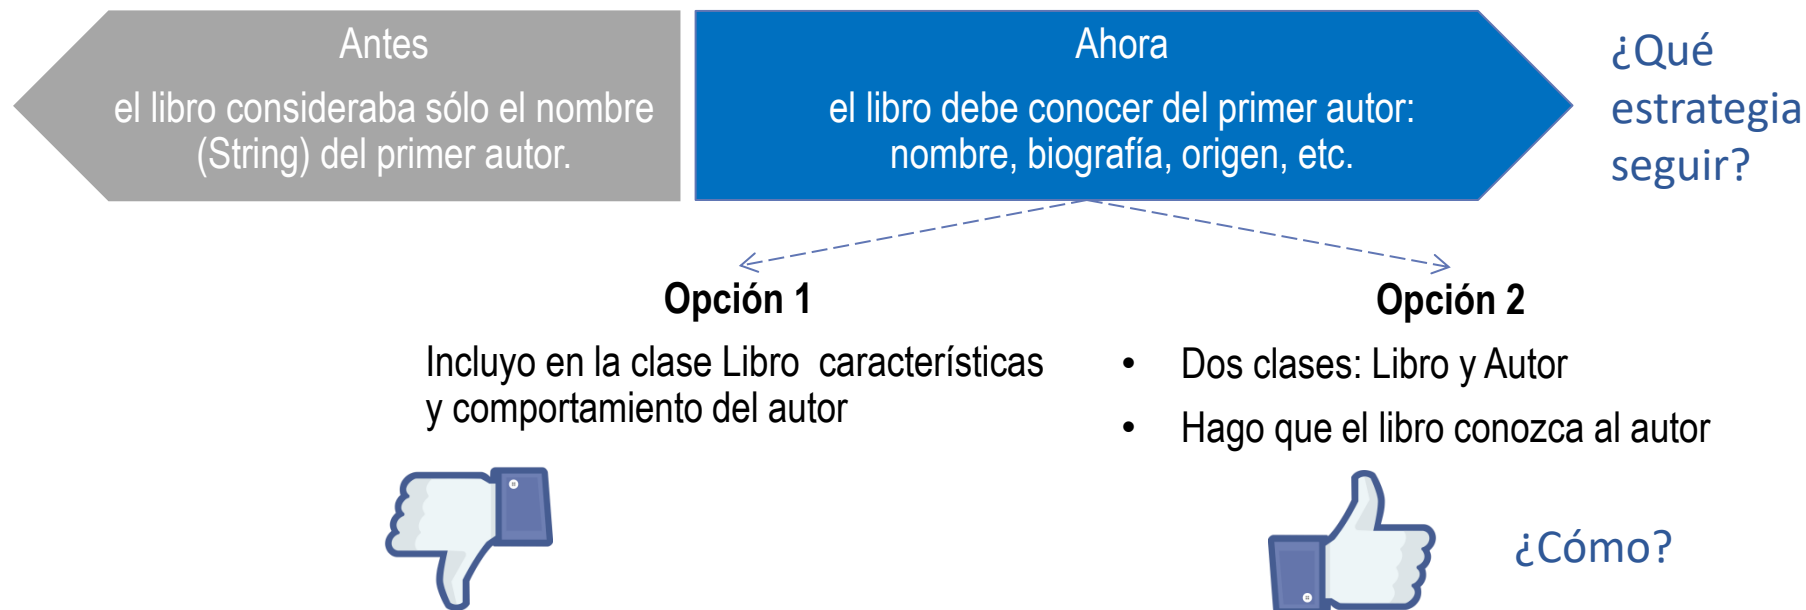 Antes
el libro consideraba sólo el nombre
(String) del primer autor.
Ahora
el libro debe conocer del primer autor:
nombre, biografía, origen, etc.
¿Qué
estrategia
seguir?
Opción 1
Incluyo en la clase Libro características
y comportamiento del autor
Opción 2
• Dos clases: Libro y Autor
• Hago que el libro conozca al autor
¿Cómo?